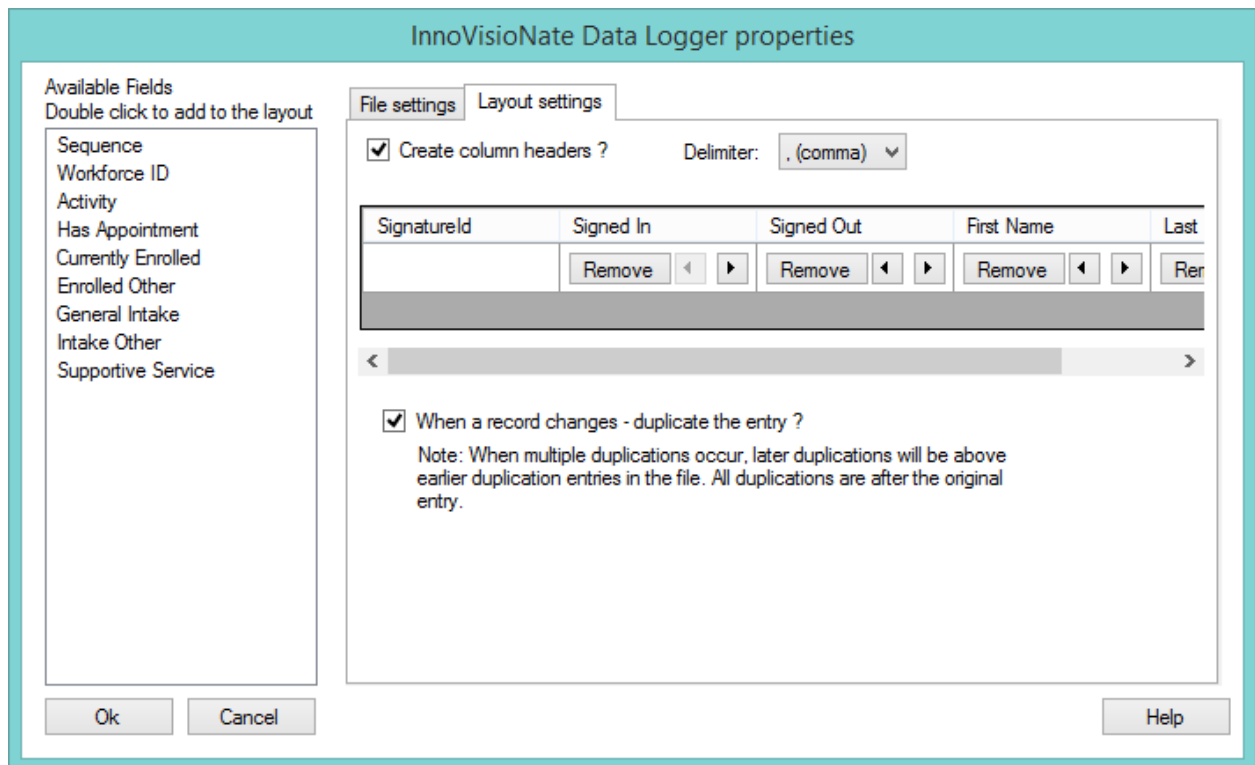 InnoVisioNate Data Logger properties
Available Fields
Double click to add to the layout
Sequence
Workforce ID
Activity
Has Appointment
Currently Enrolled
Enrolled Other
General Intake
Intake Other
Supportive Service
File settings Layout settings
Create column headers ? Delimiter: , (comma)
SignatureId Signed In Signed Out First Name Last
Remove Remove Remove Rer
When a record changes - duplicate the entry ?
Note: When multiple duplications occur, later duplications will be above
earlier duplication entries in the file. All duplications are after the original
entry.
Ok Cancel Help